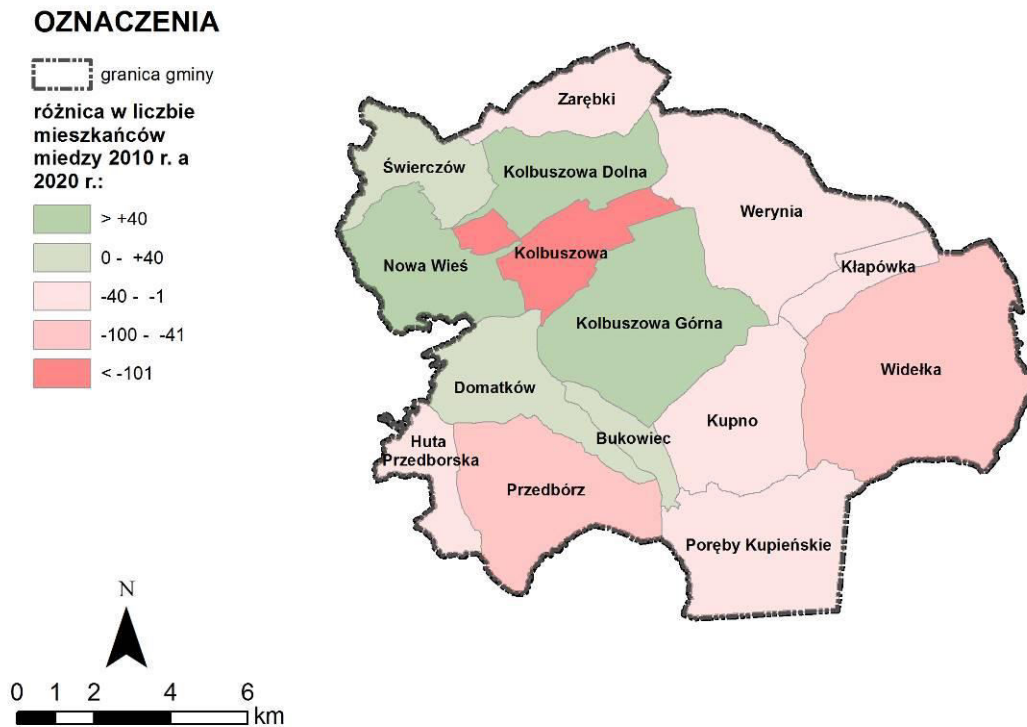 OZNACZENIA
granica gminy
różnica w liczbie
mieszkańców
miedzy 2010 r. a
2020 r.:
> +40
0 - +40
-40 - -1
-100 - -41
< -101
Zarębki
Świerczów
Kolbuszowa Dolna
Werynia
Nowa Wieś
Kolbuszowa
Kłapówka
Kolbuszowa Górna
Widełka
Domatków
Kupno
Bukowiec
Huta
Przedborska
Przedbórz
Poręby Kupieńskie
N
0 1 2 4 6
km